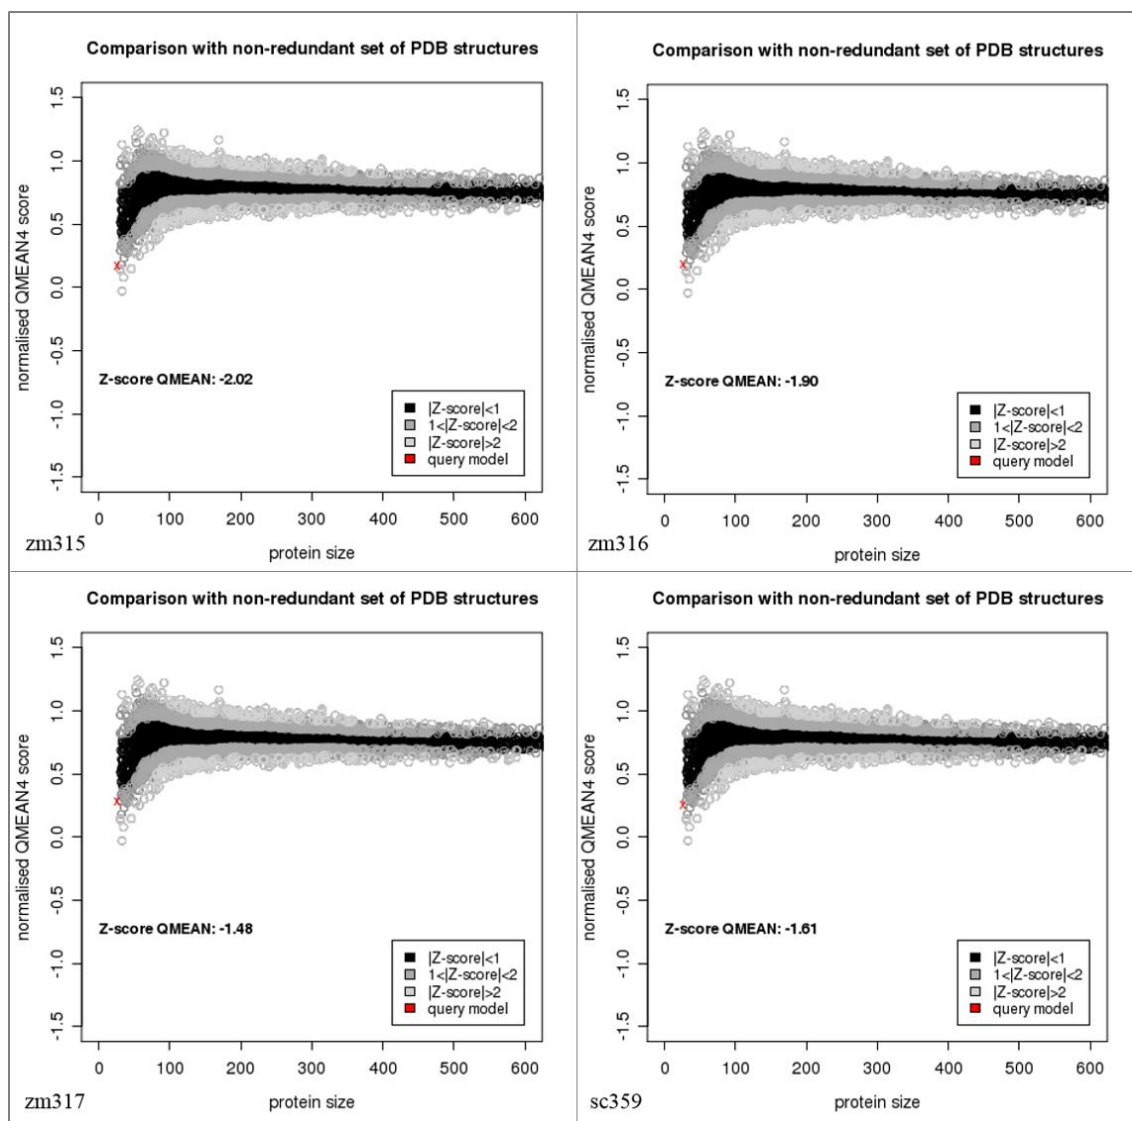 Comparison with non-redundant set of PDB structures
normalised QMEAN4 score
1.5
1.0
0.5
0.0
-0.5
-1.0
-1.5
Z-score QMEAN: -2.02
|Z-score|<1
1<|Z-score|<2
|Z-score|>2
query model
0 100 200 300 400 500 600
protein size
zm315
Comparison with non-redundant set of PDB structures
normalised QMEAN4 score
1.5
1.0
0.5
0.0
-0.5
-1.0
-1.5
Z-score QMEAN: -1.90
|Z-score|<1
1<|Z-score|<2
|Z-score|>2
query model
0 100 200 300 400 500 600
protein size
zm316
Comparison with non-redundant set of PDB structures
normalised QMEAN4 score
1.5
1.0
0.5
0.0
-0.5
-1.0
-1.5
Z-score QMEAN: -1.48
|Z-score|<1
1<|Z-score|<2
|Z-score|>2
query model
0 100 200 300 400 500 600
protein size
zm317
Comparison with non-redundant set of PDB structures
normalised QMEAN4 score
1.5
1.0
0.5
0.0
-0.5
-1.0
-1.5
Z-score QMEAN: -1.61
|Z-score|<1
1<|Z-score|<2
|Z-score|>2
query model
0 100 200 300 400 500 600
protein size
sc359